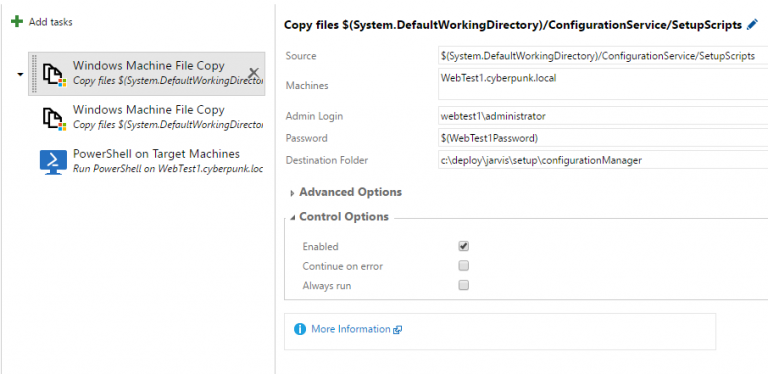 Add tasks
Windows Machine File Copy
Copy files $(System.DefaultWorkingDirector
Windows Machine File Copy
Copy files $(System.DefaultWorkingDirector
PowerShell on Target Machines
Run PowerShell on WebTest1.cyberpunk.loc
Copy files $(System.DefaultWorkingDirectory)/ConfigurationService/SetupScripts
Source $(System.DefaultWorkingDirectory)/ConfigurationService/SetupScripts
Machines WebTest1.cyberpunk.local
Admin Login webtest1\administrator
Password $(WebTest1Password)
Destination Folder c:\deploy\jarvis\setup\configurationManager
Advanced Options
Control Options
Enabled
Continue on error
Always run
More Information